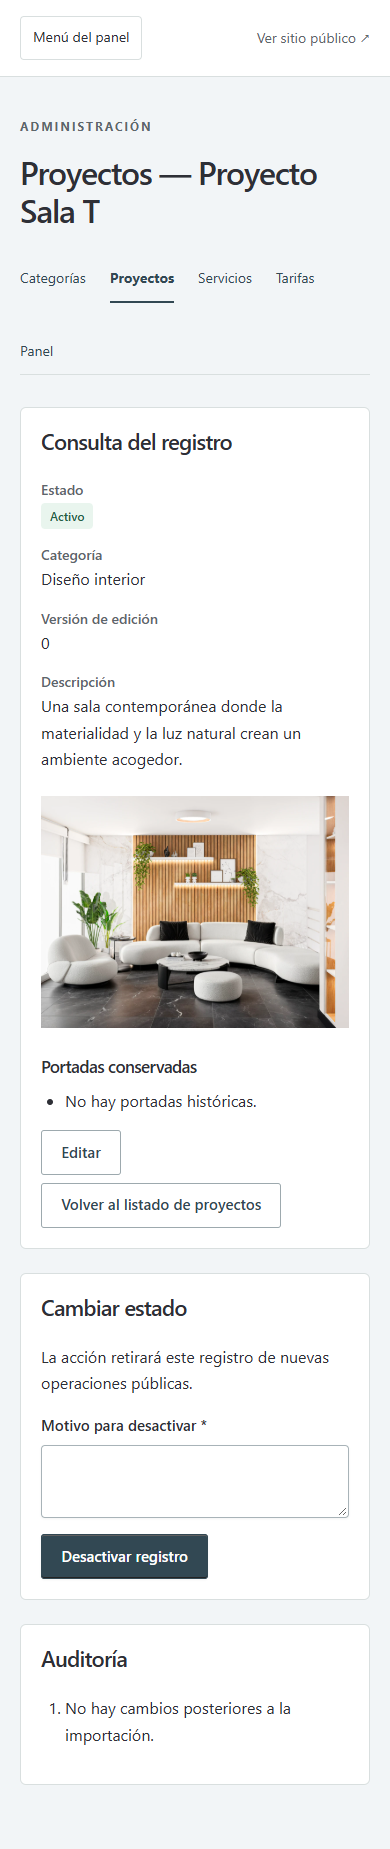 Menú del panel
Ver sitio público ↗
ADMINISTRACIÓN
Proyectos — Proyecto
Sala T
Categorías Proyectos Servicios Tarifas
Panel
Consulta del registro
Estado
Activo
Categoría
Diseño interior
Versión de edición
0
Descripción
Una sala contemporánea donde la
materialidad y la luz natural crean un
ambiente acogedor.
Portadas conservadas
• No hay portadas históricas.
Editar
Volver al listado de proyectos
Cambiar estado
La acción retirará este registro de nuevas
operaciones públicas.
Motivo para desactivar *
Desactivar registro
Auditoría
1. No hay cambios posteriores a la
importación.